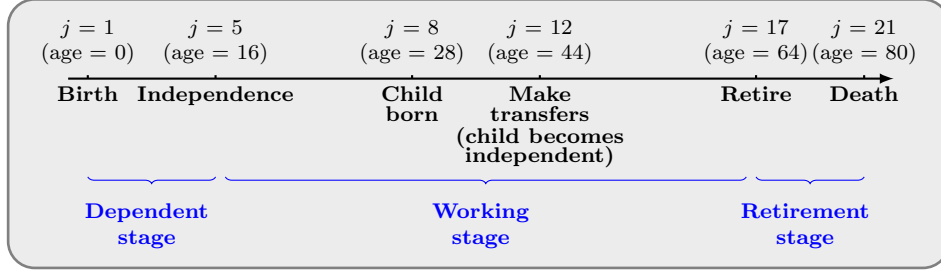 j = 1 j = 5 j = 8 j = 12 j = 17 j = 21
(age = 0) (age = 16) (age = 28) (age = 44) (age = 64) (age = 80)
Birth Independence Child Make Retire Death
born transfers
(child becomes
independent)
Dependent Working Retirement
stage stage stage